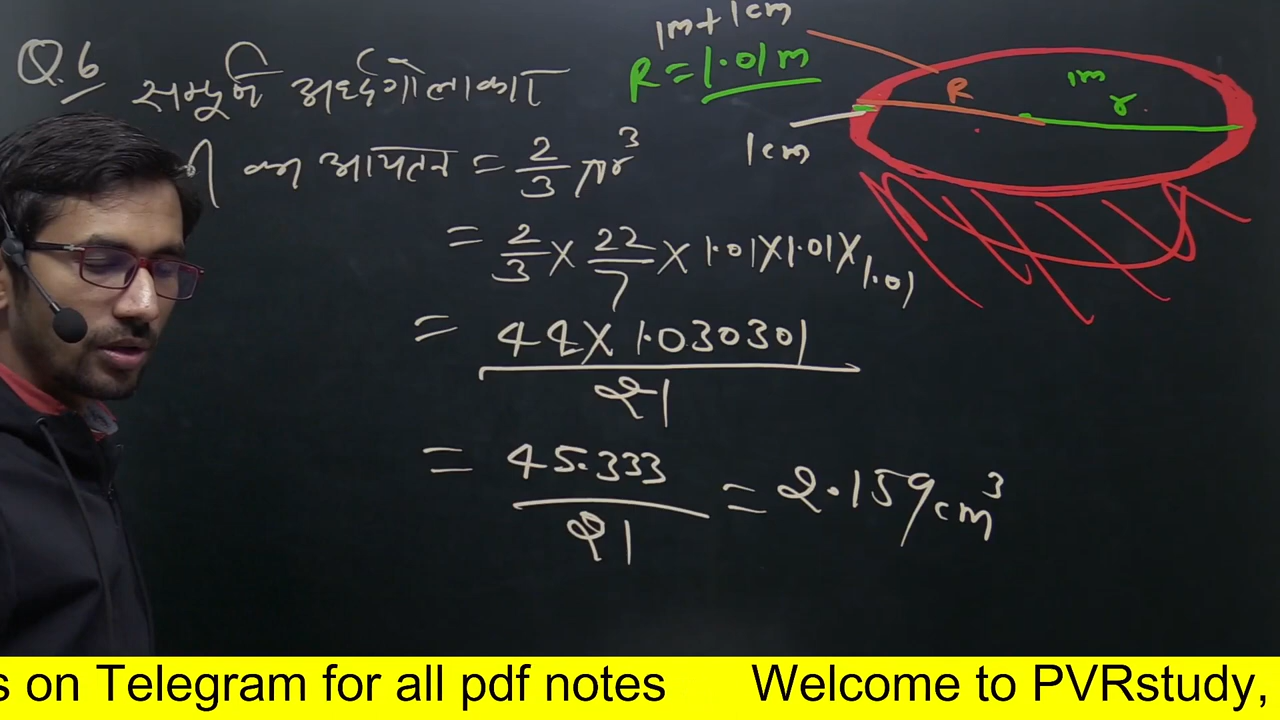 Q.6
सम्पूर्ण अर्धगोलाकार
का आयतन = 2/3 πr³
= 2/3 × 22/7 × 1.01×1.01×1.01
= 44×1.030301/21
= 45.333/21 = 2.159cm³
1m+1cm
R = 1.01m
1cm
R
1m
r
s on Telegram for all pdf notes Welcome to PVRstudy,